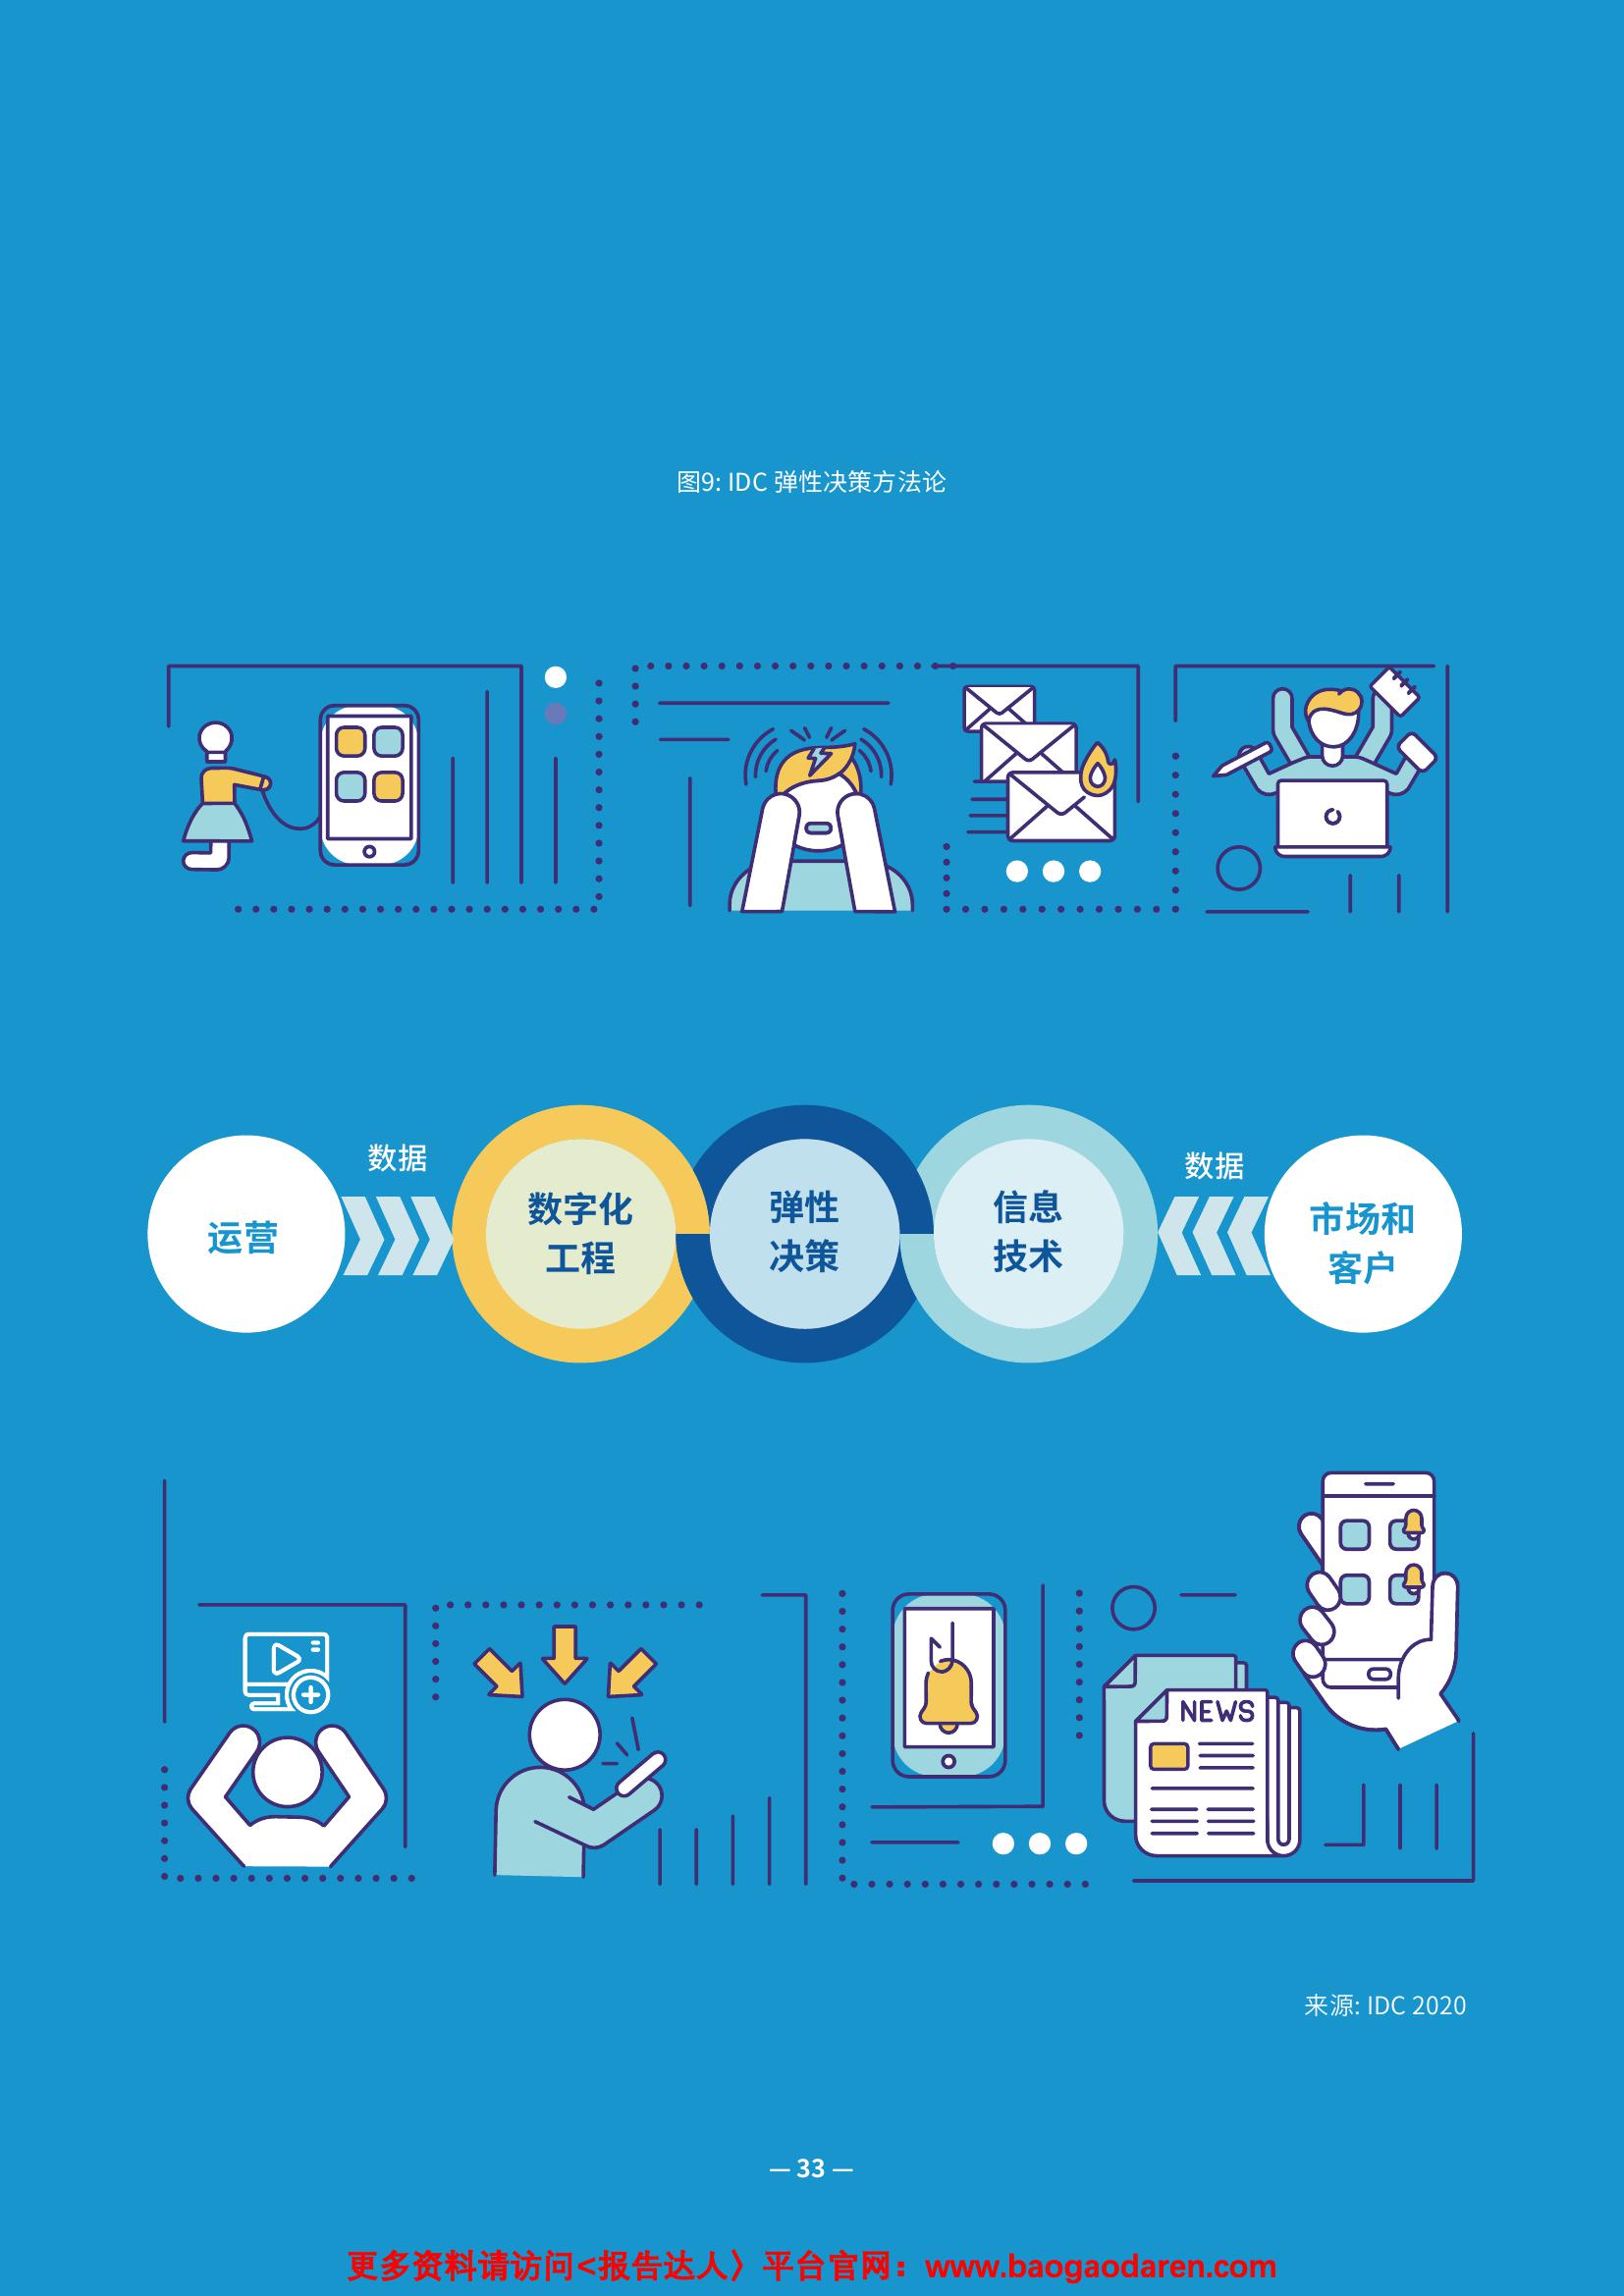 图9: IDC 弹性决策方法论
运营
数据
数字化
工程
弹性
决策
信息
技术
数据
市场和
客户
NEWS
来源: IDC 2020
— 33 —
更多资料请访问<报告达人〉平台官网：www.baogaodaren.com